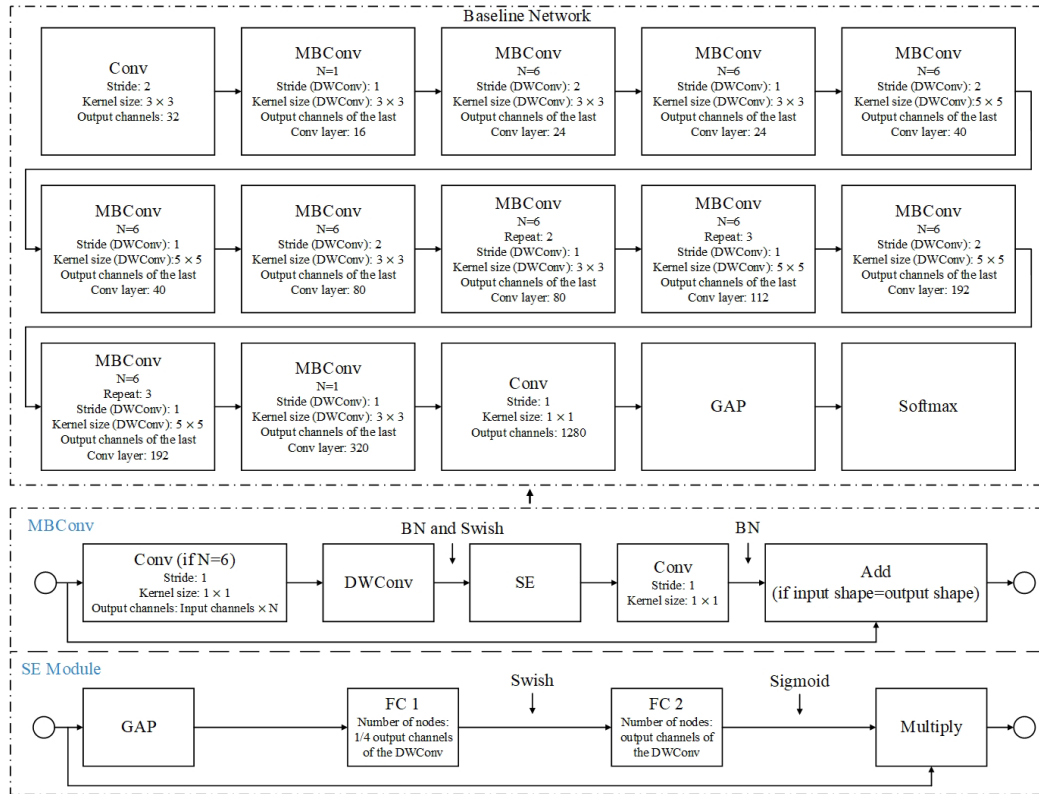 Baseline Network
Conv
Stride: 2
Kernel size: 3 × 3
Output channels: 32
MBConv
N=1
Stride (DWConv): 1
Kernel size (DWConv): 3 × 3
Output channels of the last
Conv layer: 16
MBConv
N=6
Stride (DWConv): 2
Kernel size (DWConv): 3 × 3
Output channels of the last
Conv layer: 24
MBConv
N=6
Stride (DWConv): 1
Kernel size (DWConv): 3 × 3
Output channels of the last
Conv layer: 24
MBConv
N=6
Stride (DWConv): 2
Kernel size (DWConv):5 × 5
Output channels of the last
Conv layer: 40
MBConv
N=6
Stride (DWConv): 1
Kernel size (DWConv):5 × 5
Output channels of the last
Conv layer: 40
MBConv
N=6
Stride (DWConv): 2
Kernel size (DWConv): 3 × 3
Output channels of the last
Conv layer: 80
MBConv
N=6
Repeat: 2
Stride (DWConv): 1
Kernel size (DWConv): 3 × 3
Output channels of the last
Conv layer: 80
MBConv
N=6
Repeat: 3
Stride (DWConv): 1
Kernel size (DWConv): 5 × 5
Output channels of the last
Conv layer: 112
MBConv
N=6
Stride (DWConv): 2
Kernel size (DWConv): 5 × 5
Output channels of the last
Conv layer: 192
MBConv
N=6
Repeat: 3
Stride (DWConv): 1
Kernel size (DWConv): 5 × 5
Output channels of the last
Conv layer: 192
MBConv
N=1
Stride (DWConv): 1
Kernel size (DWConv): 3 × 3
Output channels of the last
Conv layer: 320
Conv
Stride: 1
Kernel size: 1 × 1
Output channels: 1280
GAP
Softmax
MBConv
Conv (if N=6)
Stride: 1
Kernel size: 1 × 1
Output channels: Input channels × N
DWConv
BN and Swish
SE
Conv
Stride: 1
Kernel size: 1 × 1
BN
Add
(if input shape=output shape)
SE Module
GAP
FC 1
Number of nodes:
1/4 output channels
of the DWConv
Swish
FC 2
Number of nodes:
output channels of
the DWConv
Sigmoid
Multiply